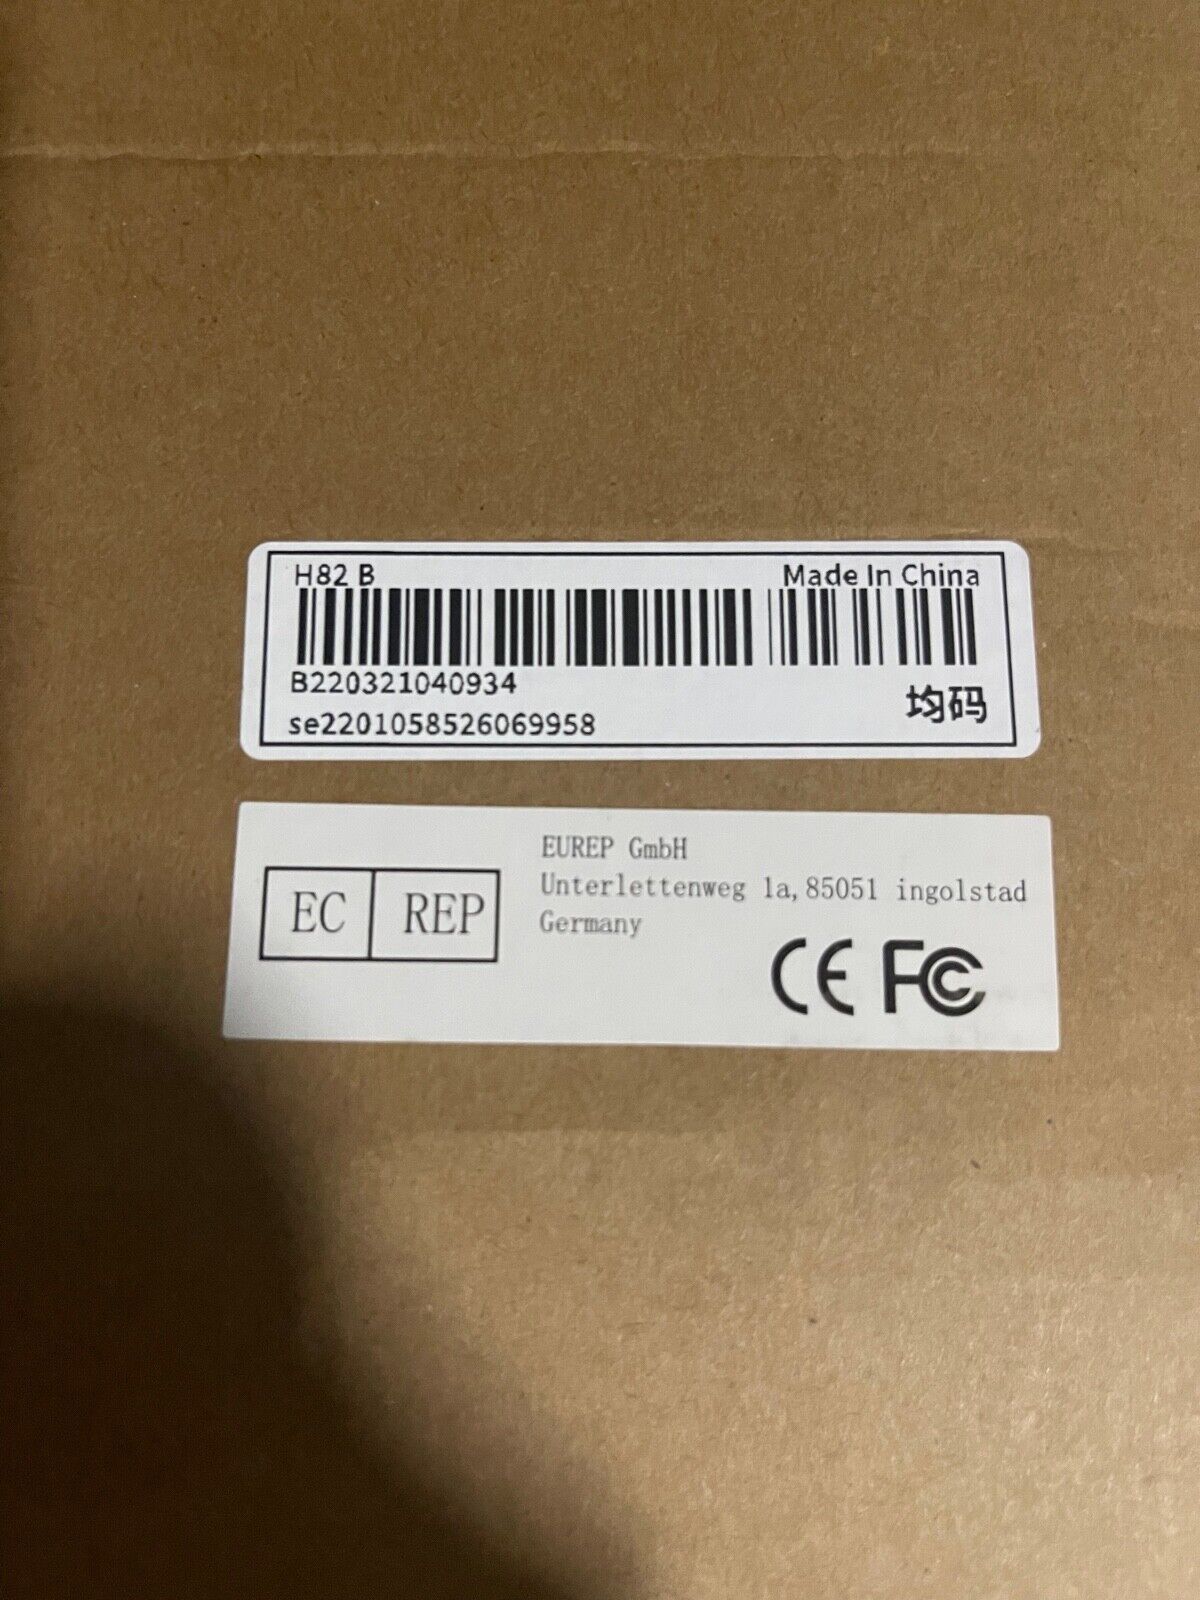 H82 B
Made In China
B220321040934
se2201058526069958
均码
EC REP
EUREP GmbH
Unterlettenweg 1a,85051 ingolstad
Germany
CE FC